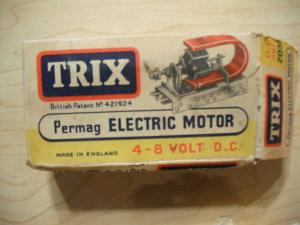 TRIX
British Patent Nº 421924
Permag ELECTRIC MOTOR
MADE IN ENGLAND
4-8 VOLT D.C.
TRIX